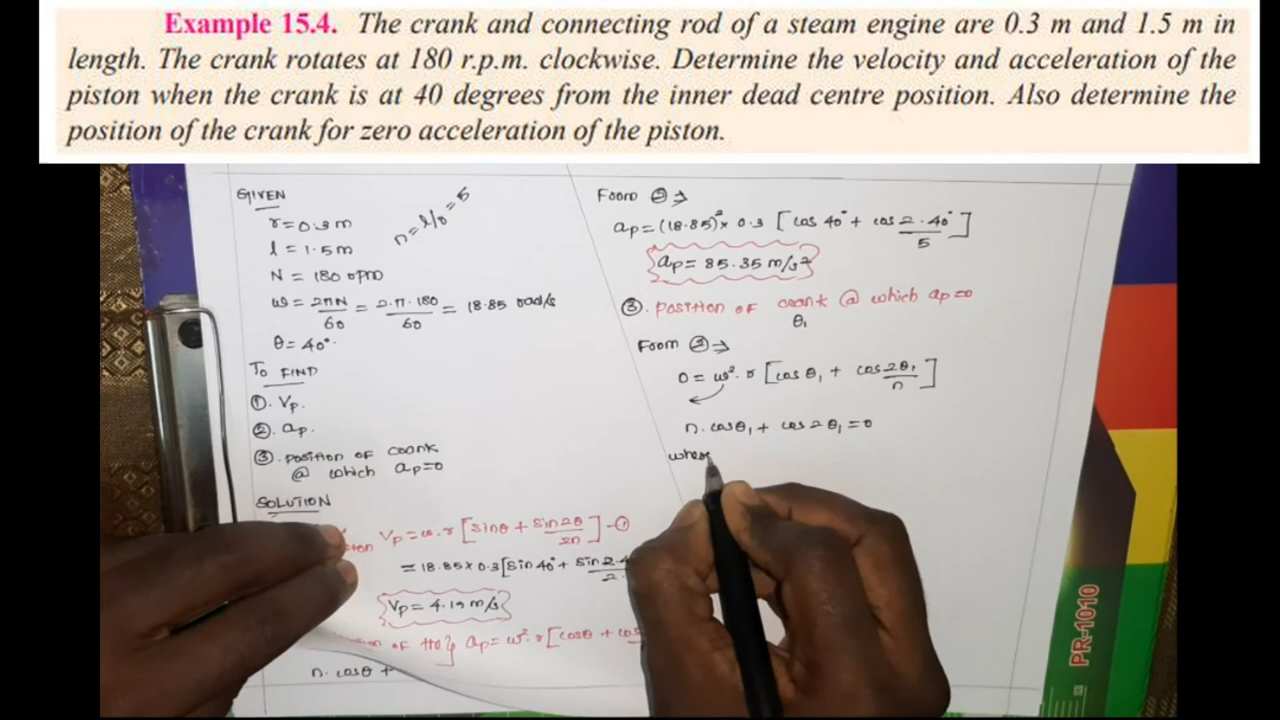 Example 15.4. The crank and connecting rod of a steam engine are 0.3 m and 1.5 m in
length. The crank rotates at 180 r.p.m. clockwise. Determine the velocity and acceleration of the
piston when the crank is at 40 degrees from the inner dead centre position. Also determine the
position of the crank for zero acceleration of the piston.
GIVEN
r = 0.3 m
l = 1.5 m
n = l/r = 5
N = 180 rpm
ω = 2πN/60 = 2.π.180/60 = 18.85 rad/s
θ = 40°.
TO FIND
①. Vp.
②. ap.
③. position of crank
@ which ap=0
SOLUTION
Vp = ω.r [sinθ + sin2θ/2n] -①
= 18.85 x 0.3 [sin 40° + sin 2.
Vp = 4.19 m/s
of the} ap = ω².r [cosθ + cos
n. cosθ +
From ② ⇒
ap = (18.85)² x 0.3 [cos 40° + cos 2.40°/5]
ap = 85.35 m/s²
③. position of crank @ which ap=0
θ₁
From ② ⇒
0 = ω².r [cos θ₁ + cos2θ₁/n]
n. cosθ₁ + cos 2θ₁ = 0
where
PR-1010